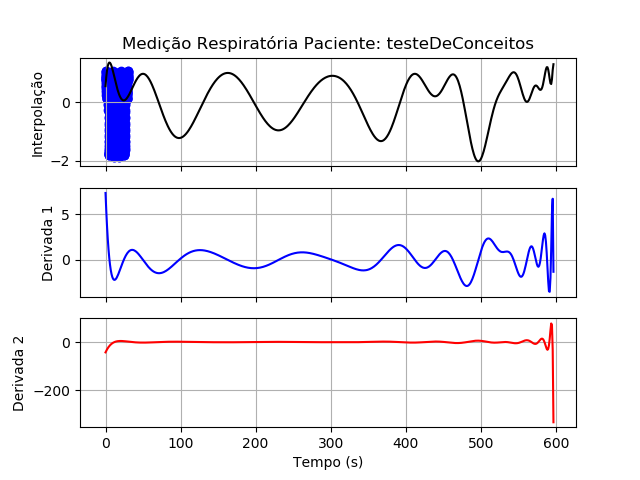 Medição Respiratória Paciente: testeDeConceitos
Interpolação
0
−2
Derivada 1
5
0
Derivada 2
0
−200
0 100 200 300 400 500 600
Tempo (s)